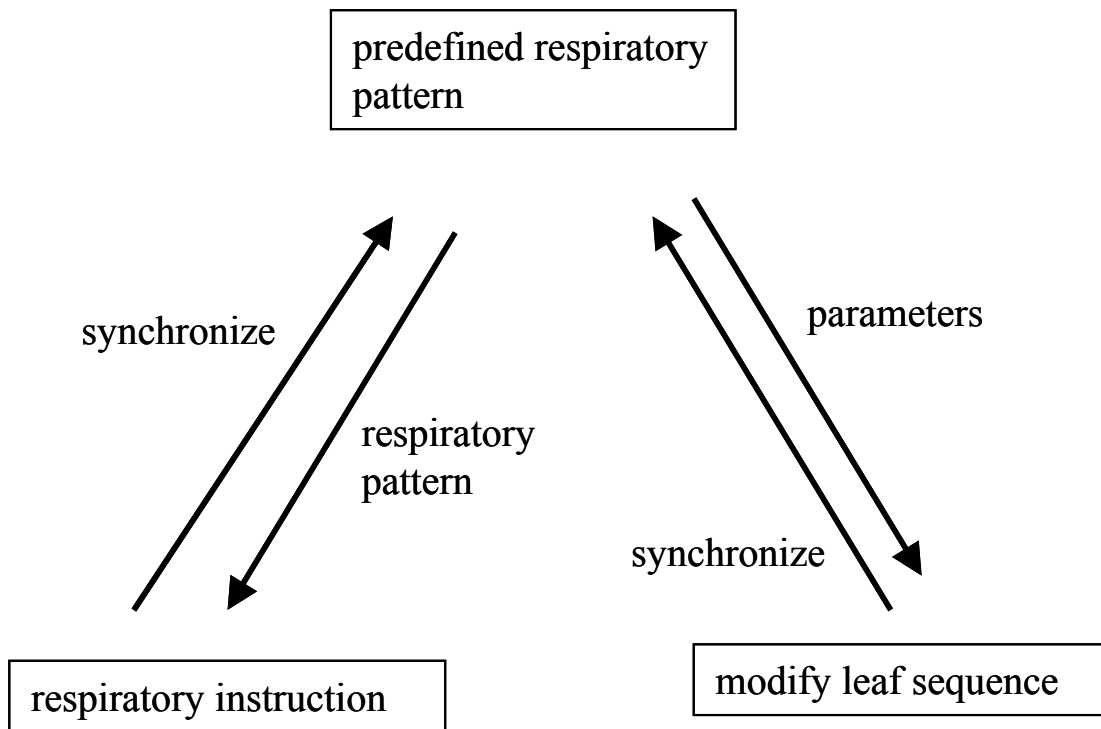 predefined respiratory
pattern
synchronize
parameters
respiratory
pattern
synchronize
respiratory instruction
modify leaf sequence